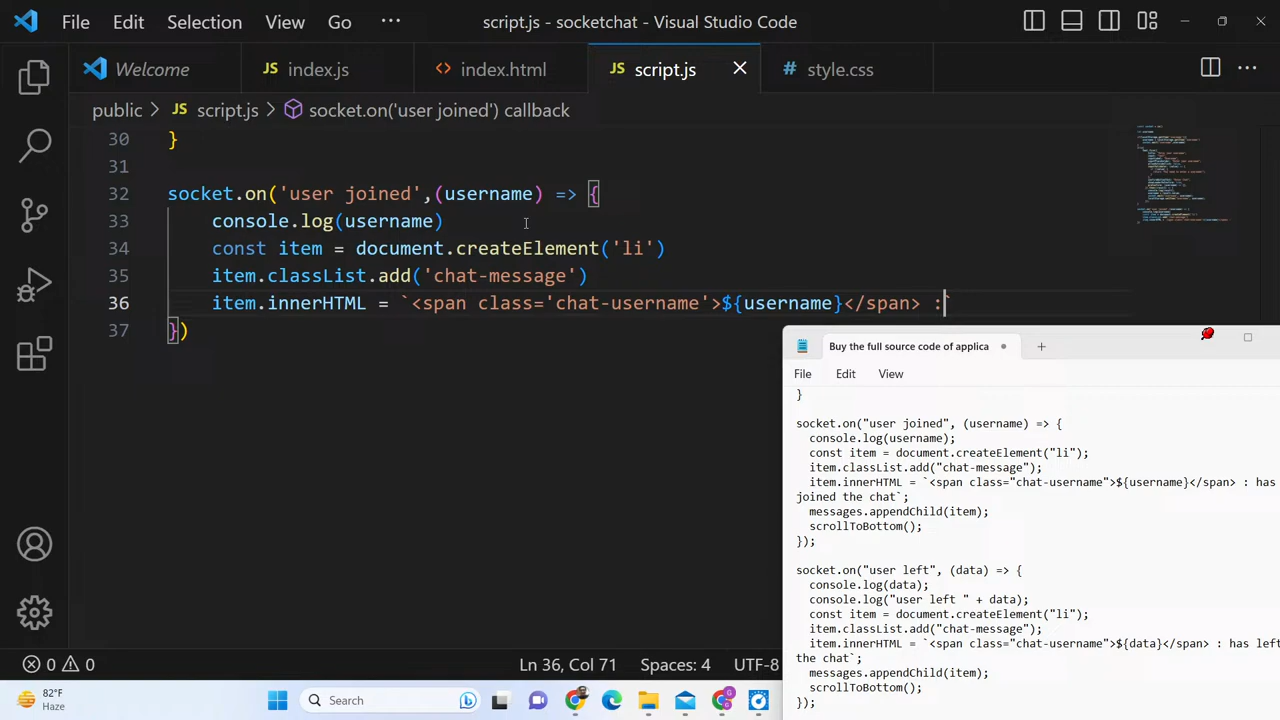 File Edit Selection View Go ··· script.js - socketchat - Visual Studio Code
Welcome JS index.js <> index.html JS script.js # style.css ···
public > JS script.js > socket.on('user joined') callback
30 }
31
32 socket.on('user joined',(username) => {
33 console.log(username)
34 const item = document.createElement('li')
35 item.classList.add('chat-message')
36 item.innerHTML = `<span class='chat-username'>${username}</span> :`
37 })
Buy the full source code of applica
File Edit View
}
socket.on("user joined", (username) => {
console.log(username);
const item = document.createElement("li");
item.classList.add("chat-message");
item.innerHTML = `<span class="chat-username">${username}</span> : has
joined the chat`;
messages.appendChild(item);
scrollToBottom();
});
socket.on("user left", (data) => {
console.log(data);
console.log("user left " + data);
const item = document.createElement("li");
item.classList.add("chat-message");
item.innerHTML = `<span class="chat-username">${data}</span> : has left
the chat`;
messages.appendChild(item);
scrollToBottom();
});
0 0 Ln 36, Col 71 Spaces: 4 UTF-8
82°F
Haze
Search